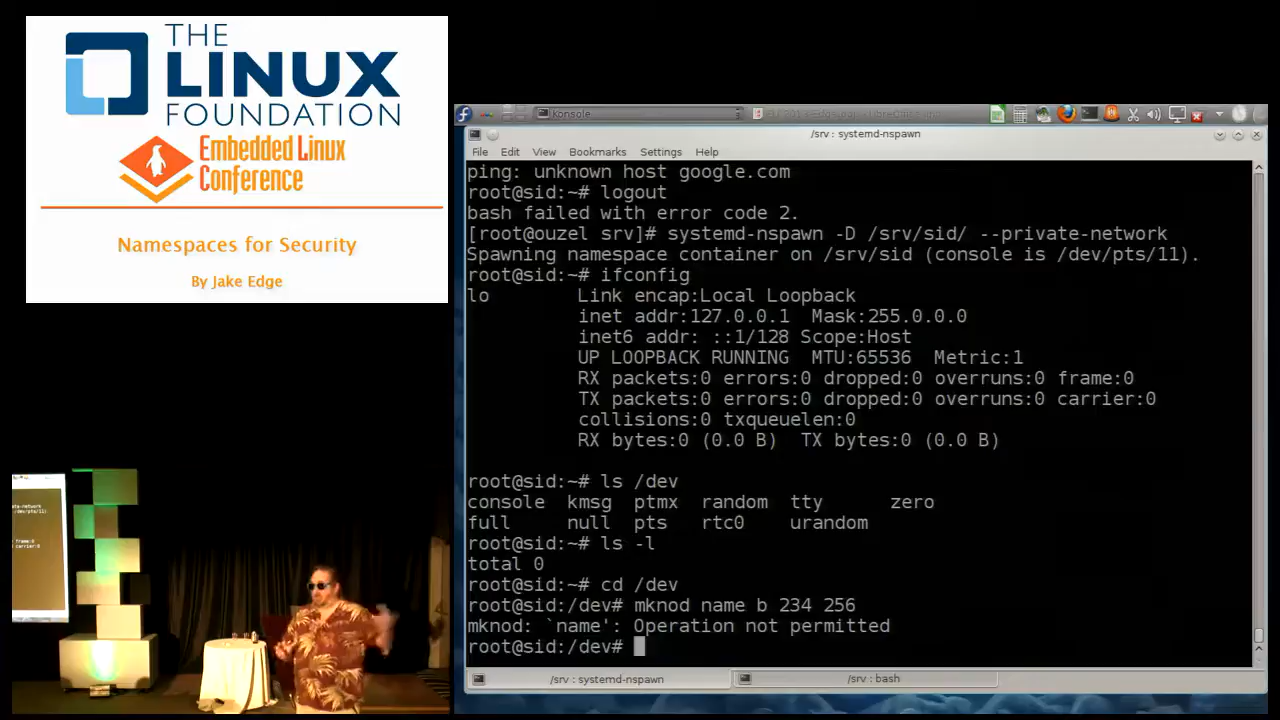 THE
LINUX
FOUNDATION
Embedded Linux
Conference
Namespaces for Security
By Jake Edge
Konsole
/srv : systemd-nspawn
File Edit View Bookmarks Settings Help
ping: unknown host google.com
root@sid:~# logout
bash failed with error code 2.
[root@ouzel srv]# systemd-nspawn -D /srv/sid/ --private-network
Spawning namespace container on /srv/sid (console is /dev/pts/11).
root@sid:~# ifconfig
lo Link encap:Local Loopback
inet addr:127.0.0.1 Mask:255.0.0.0
inet6 addr: ::1/128 Scope:Host
UP LOOPBACK RUNNING MTU:65536 Metric:1
RX packets:0 errors:0 dropped:0 overruns:0 frame:0
TX packets:0 errors:0 dropped:0 overruns:0 carrier:0
collisions:0 txqueuelen:0
RX bytes:0 (0.0 B) TX bytes:0 (0.0 B)
root@sid:~# ls /dev
console kmsg ptmx random tty zero
full null pts rtc0 urandom
root@sid:~# ls -l
total 0
root@sid:~# cd /dev
root@sid:/dev# mknod name b 234 256
mknod: `name': Operation not permitted
root@sid:/dev#
/srv : systemd-nspawn
/srv : bash